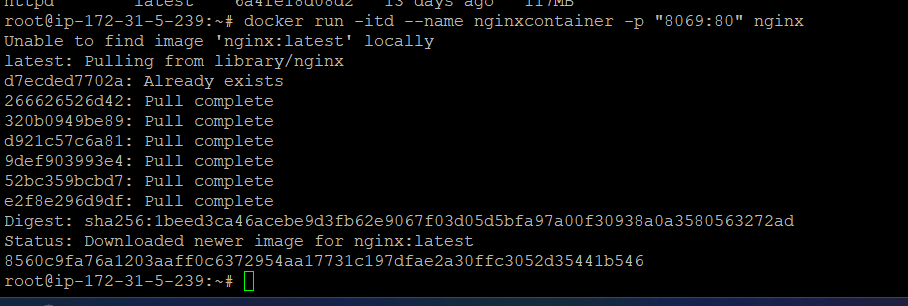 httpd latest 6a4fe18d08d2 13 days ago 117MB
root@ip-172-31-5-239:~# docker run -itd --name nginxcontainer -p "8069:80" nginx
Unable to find image 'nginx:latest' locally
latest: Pulling from library/nginx
d7ecded7702a: Already exists
266626526d42: Pull complete
320b0949be89: Pull complete
d921c57c6a81: Pull complete
9def903993e4: Pull complete
52bc359bcbd7: Pull complete
e2f8e296d9df: Pull complete
Digest: sha256:1beed3ca46acebe9d3fb62e9067f03d05d5bfa97a00f30938a0a3580563272ad
Status: Downloaded newer image for nginx:latest
8560c9fa76a1203aaff0c6372954aa17731c197dfae2a30ffc3052d35441b546
root@ip-172-31-5-239:~#